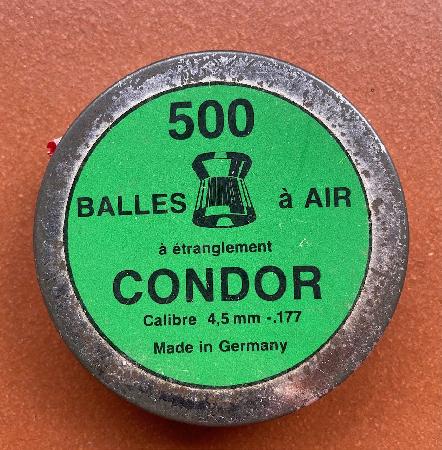 500
BALLES à AIR
à étranglement
CONDOR
Calibre 4,5 mm -.177
Made in Germany